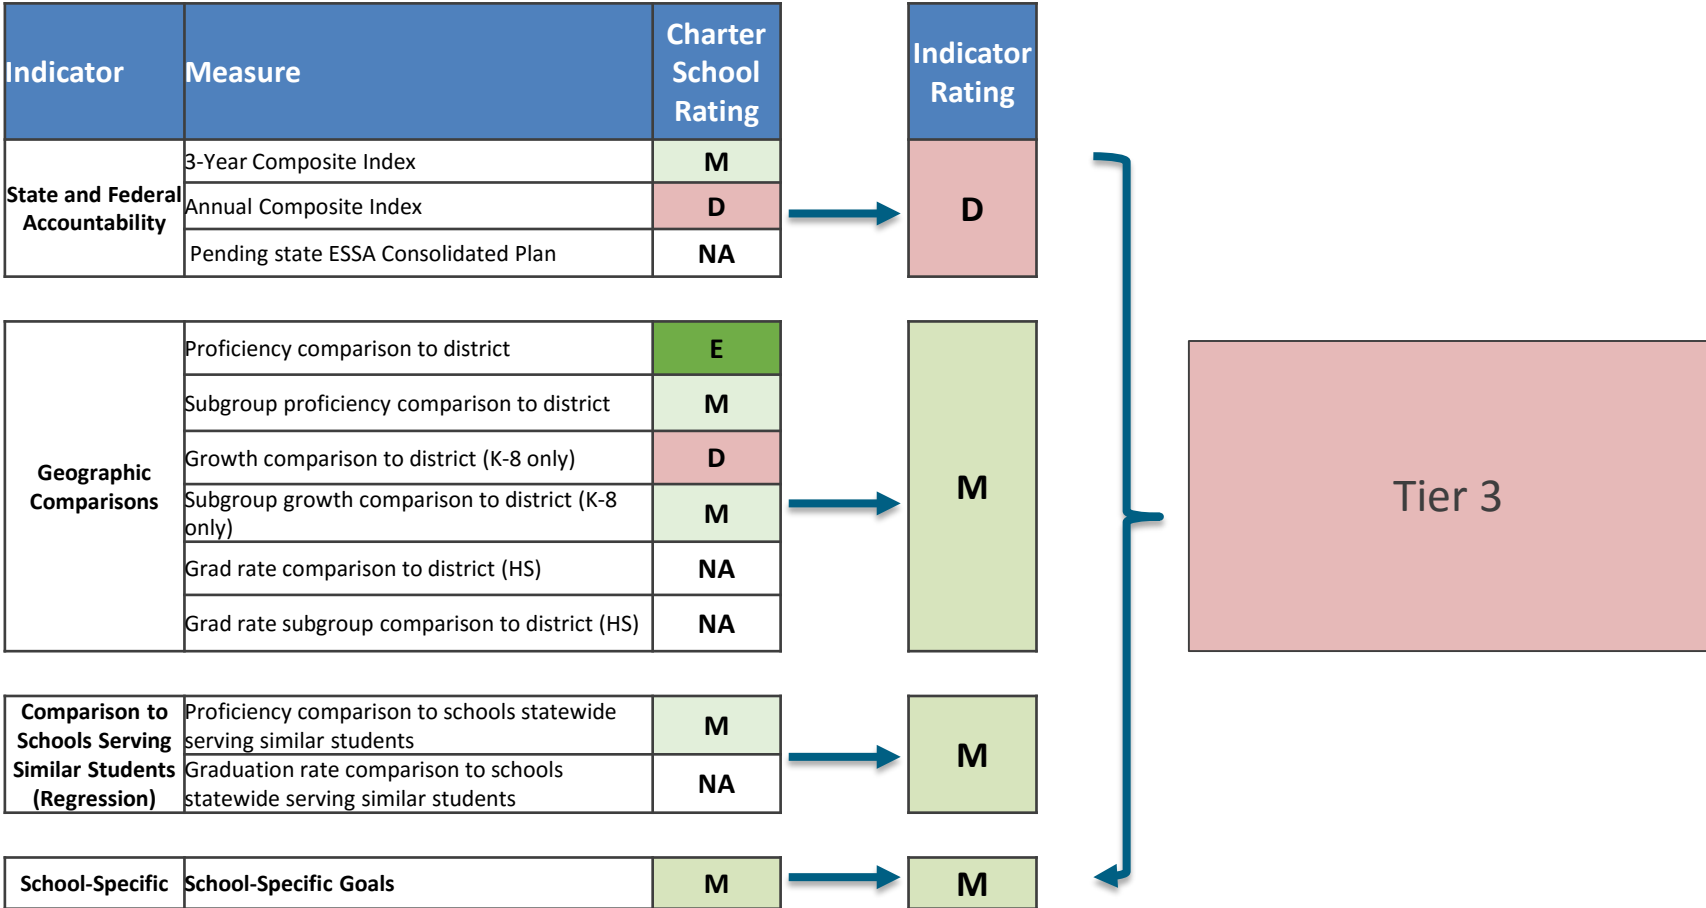 Indicator
Measure
Charter
School
Rating
Indicator
Rating
State and Federal
Accountability
3-Year Composite Index
M
Annual Composite Index
D
Pending state ESSA Consolidated Plan
NA
D
Geographic
Comparisons
Proficiency comparison to district
E
Subgroup proficiency comparison to district
M
Growth comparison to district (K-8 only)
D
Subgroup growth comparison to district (K-8
only)
M
Grad rate comparison to district (HS)
NA
Grad rate subgroup comparison to district (HS)
NA
M
Comparison to
Schools Serving
Similar Students
(Regression)
Proficiency comparison to schools statewide
serving similar students
M
Graduation rate comparison to schools
statewide serving similar students
NA
M
School-Specific
School-Specific Goals
M
M
Tier 3